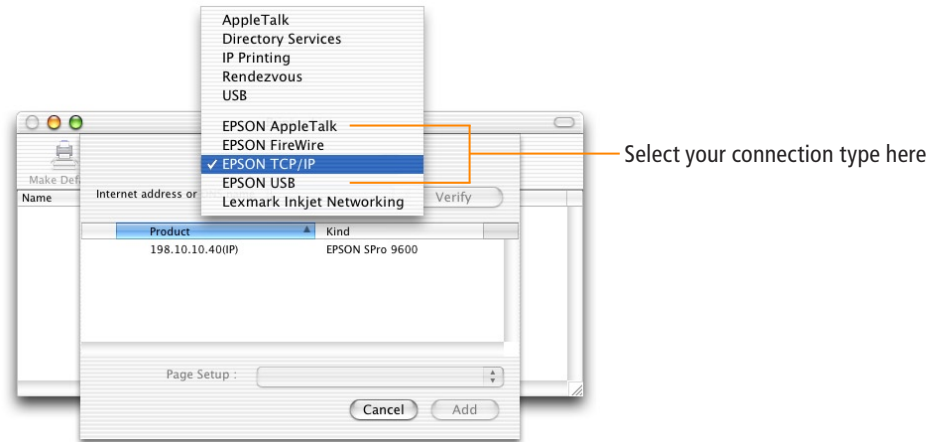 AppleTalk
Directory Services
IP Printing
Rendezvous
USB
EPSON AppleTalk
EPSON FireWire
✓ EPSON TCP/IP
EPSON USB
Lexmark Inkjet Networking
Select your connection type here
Make Def
Name
Internet address or
Verify
Product Kind
198.10.10.40(IP) EPSON SPro 9600
Page Setup :
Cancel Add